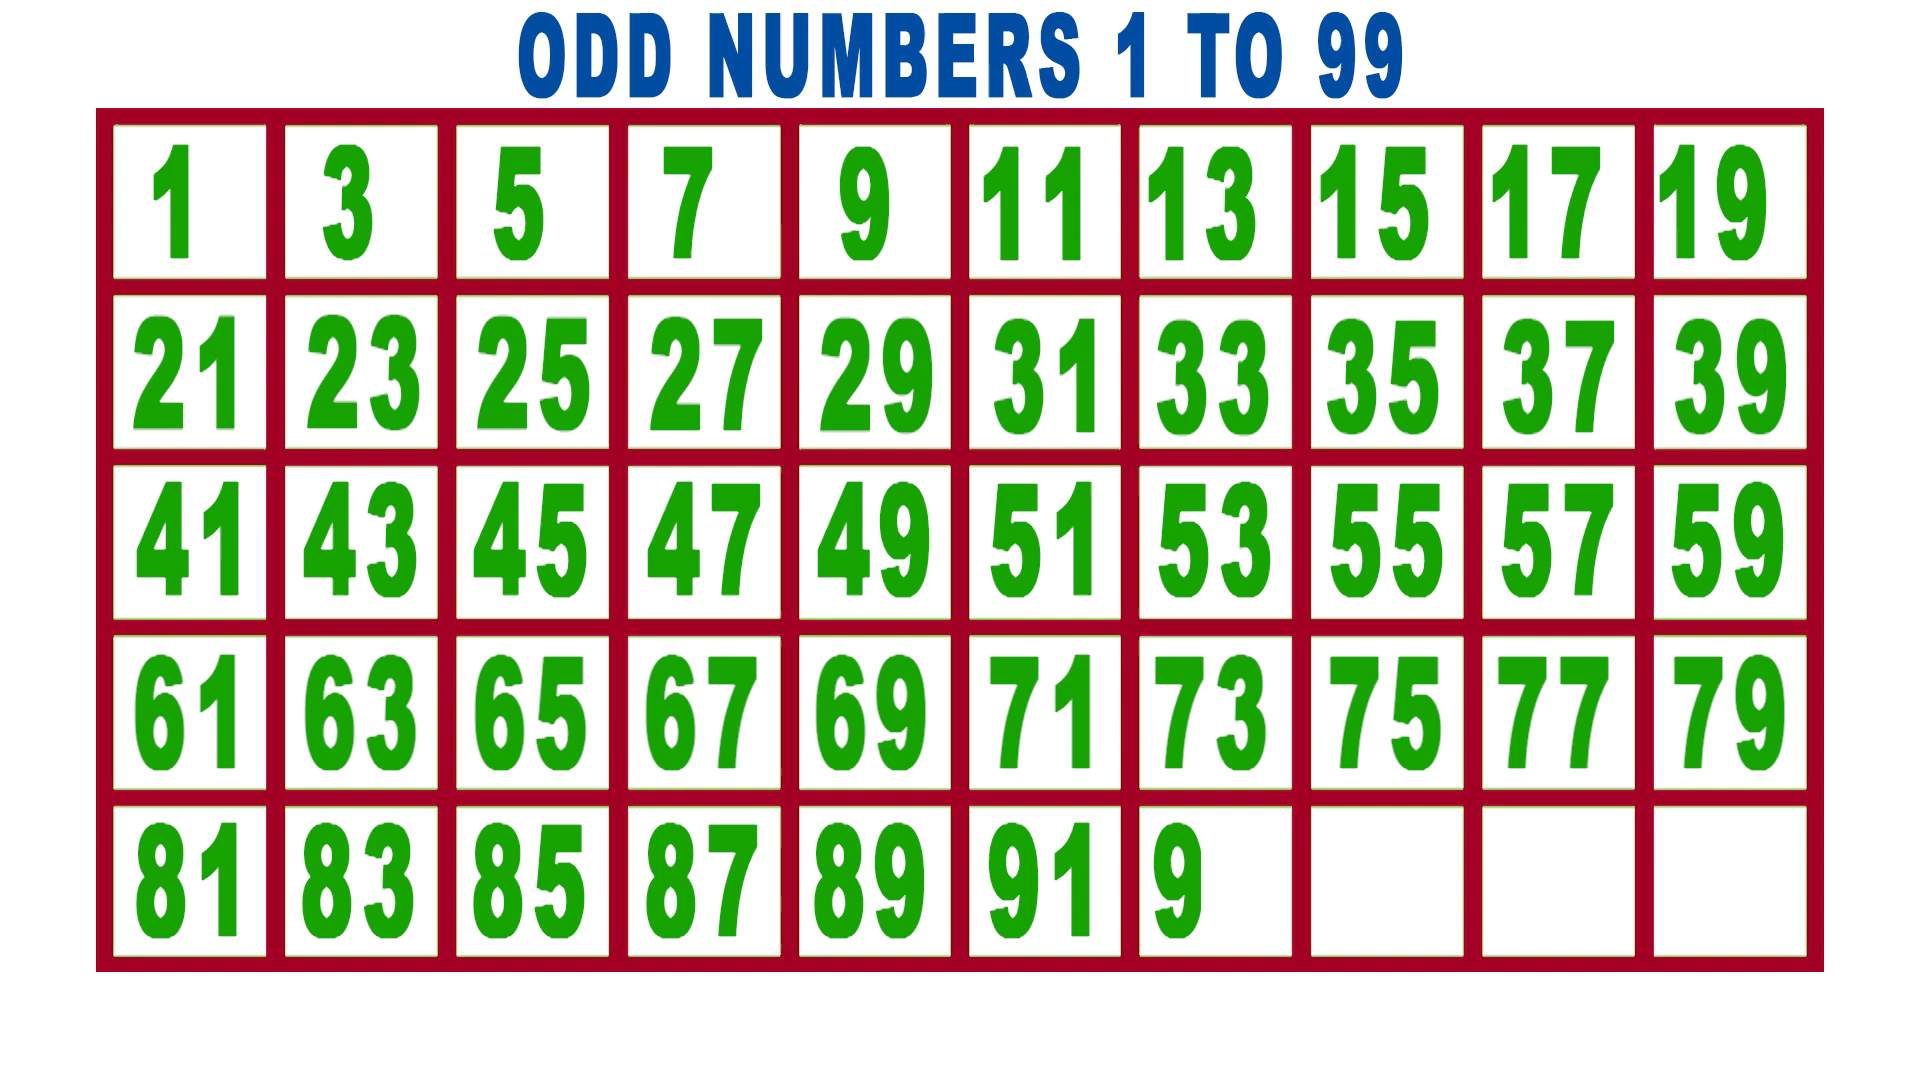 ODD NUMBERS 1 TO 99
1 3 5 7 9 11 13 15 17 19
21 23 25 27 29 31 33 35 37 39
41 43 45 47 49 51 53 55 57 59
61 63 65 67 69 71 73 75 77 79
81 83 85 87 89 91 9